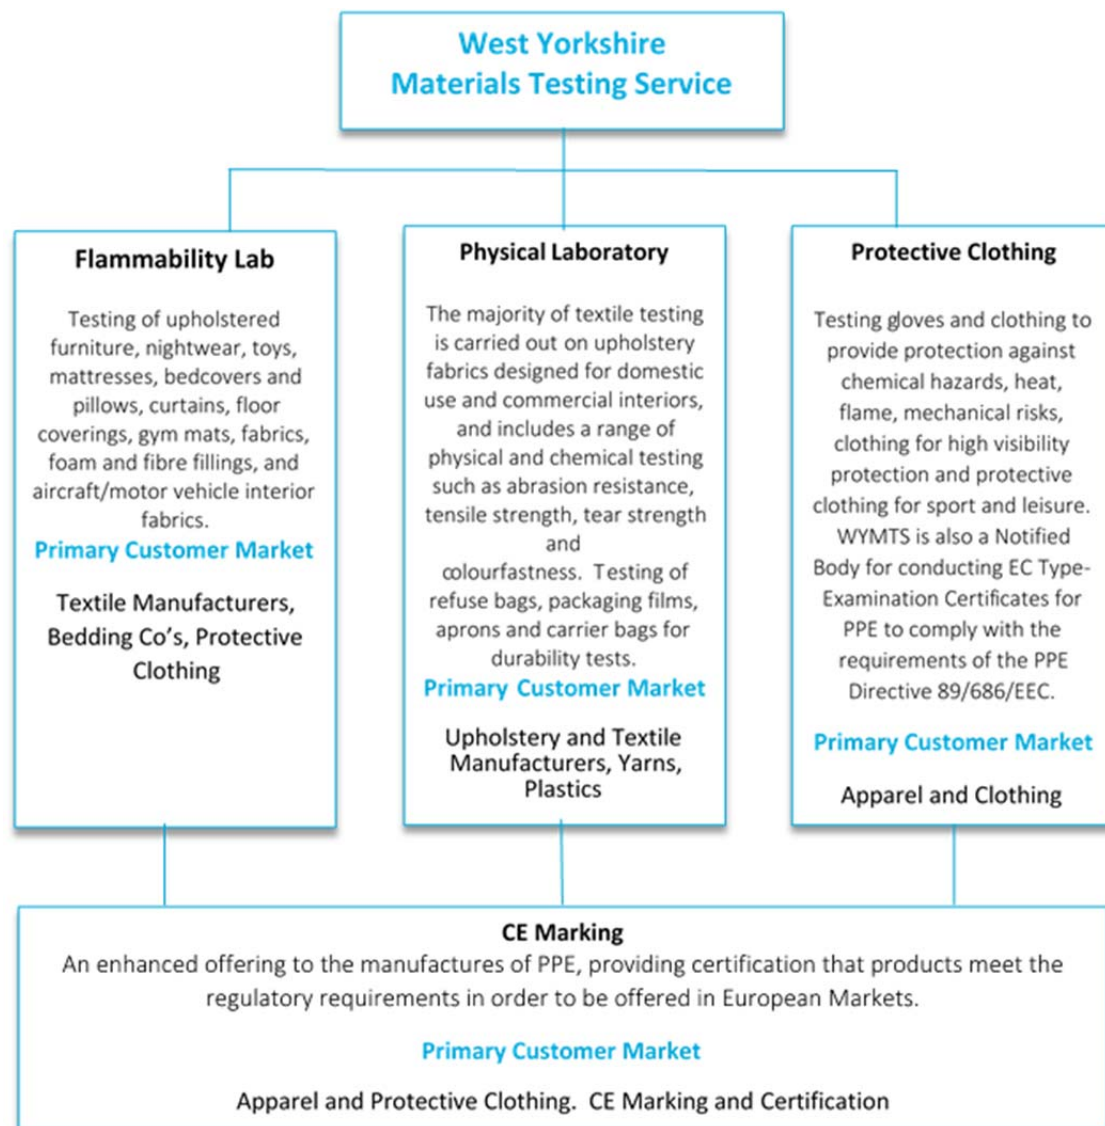 West Yorkshire
Materials Testing Service
Flammability Lab
Testing of upholstered
furniture, nightwear, toys,
mattresses, bedcovers and
pillows, curtains, floor
coverings, gym mats, fabrics,
foam and fibre fillings, and
aircraft/motor vehicle interior
fabrics.
Primary Customer Market
Textile Manufacturers,
Bedding Co's, Protective
Clothing
Physical Laboratory
The majority of textile testing
is carried out on upholstery
fabrics designed for domestic
use and commercial interiors,
and includes a range of
physical and chemical testing
such as abrasion resistance,
tensile strength, tear strength
and
colourfastness. Testing of
refuse bags, packaging films,
aprons and carrier bags for
durability tests.
Primary Customer Market
Upholstery and Textile
Manufacturers, Yarns,
Plastics
Protective Clothing
Testing gloves and clothing to
provide protection against
chemical hazards, heat,
flame, mechanical risks,
clothing for high visibility
protection and protective
clothing for sport and leisure.
WYMTS is also a Notified
Body for conducting EC Type-
Examination Certificates for
PPE to comply with the
requirements of the PPE
Directive 89/686/EEC.
Primary Customer Market
Apparel and Clothing
CE Marking
An enhanced offering to the manufactures of PPE, providing certification that products meet the
regulatory requirements in order to be offered in European Markets.
Primary Customer Market
Apparel and Protective Clothing. CE Marking and Certification